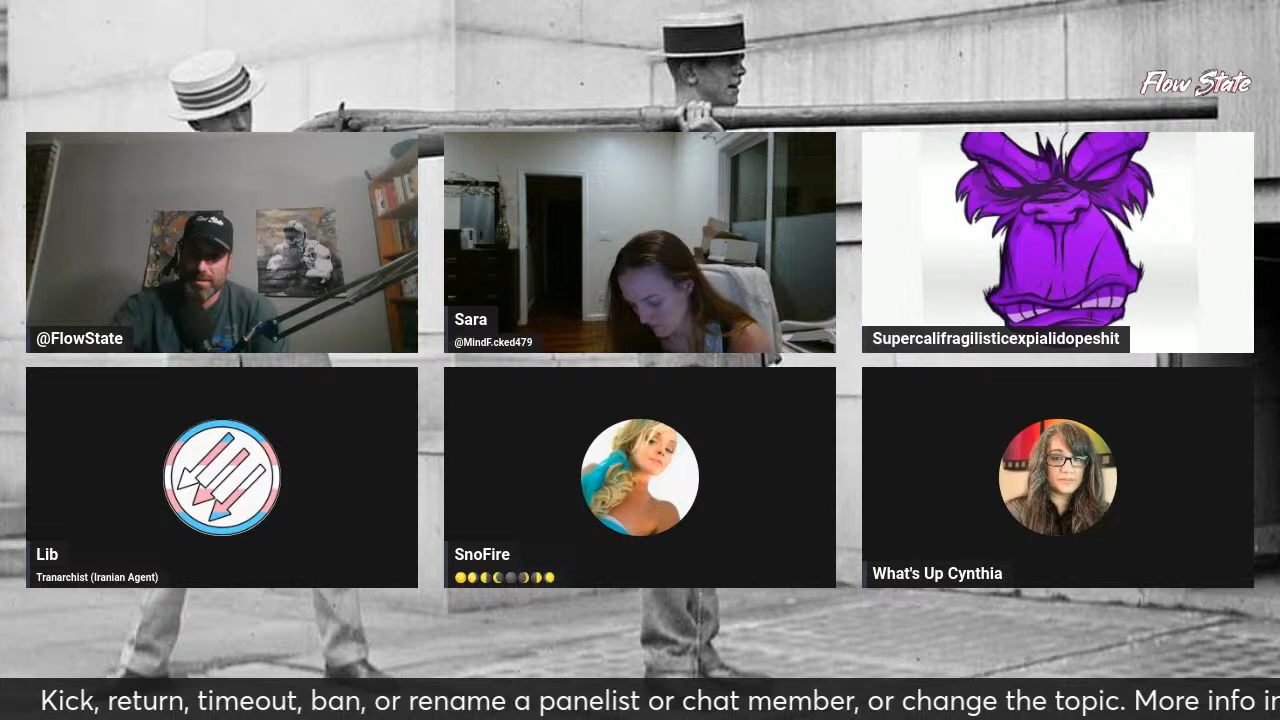 Flow State
@FlowState
Sara
@MindF.cked479
Supercalifragilisticexpialidopeshit
Lib
Tranarchist (Iranian Agent)
SnoFire
What's Up Cynthia
Kick, return, timeout, ban, or rename a panelist or chat member, or change the topic. More info in